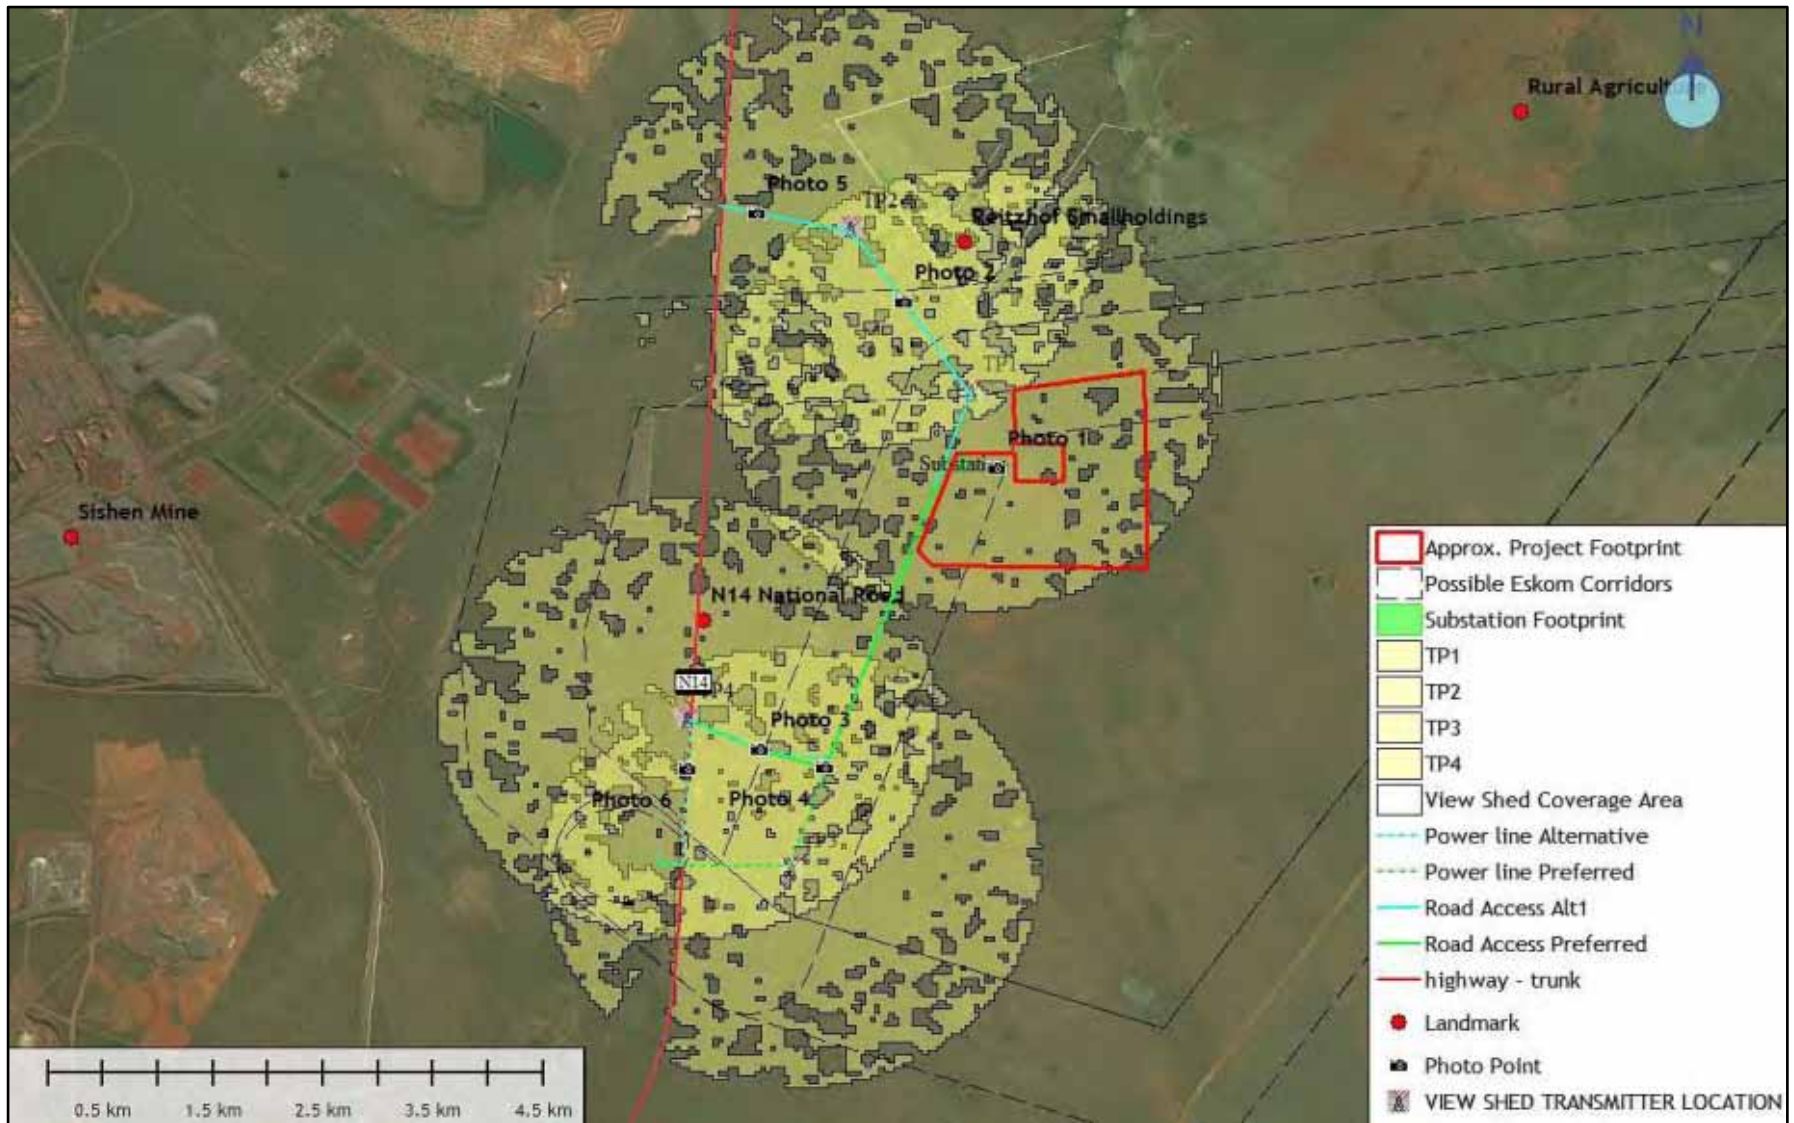 N
Rural Agricultu
Photo 5
TP2
Reitzhof Smallholdings
Photo 2
TP1
Photo 1
Substati
Sishen Mine
N14 National Road
N14
TP4
Photo 3
Photo 6
Photo 4
Approx. Project Footprint
Possible Eskom Corridors
Substation Footprint
TP1
TP2
TP3
TP4
View Shed Coverage Area
Power line Alternative
Power line Preferred
Road Access Alt1
Road Access Preferred
highway - trunk
Landmark
Photo Point
VIEW SHED TRANSMITTER LOCATION
0.5 km 1.5 km 2.5 km 3.5 km 4.5 km